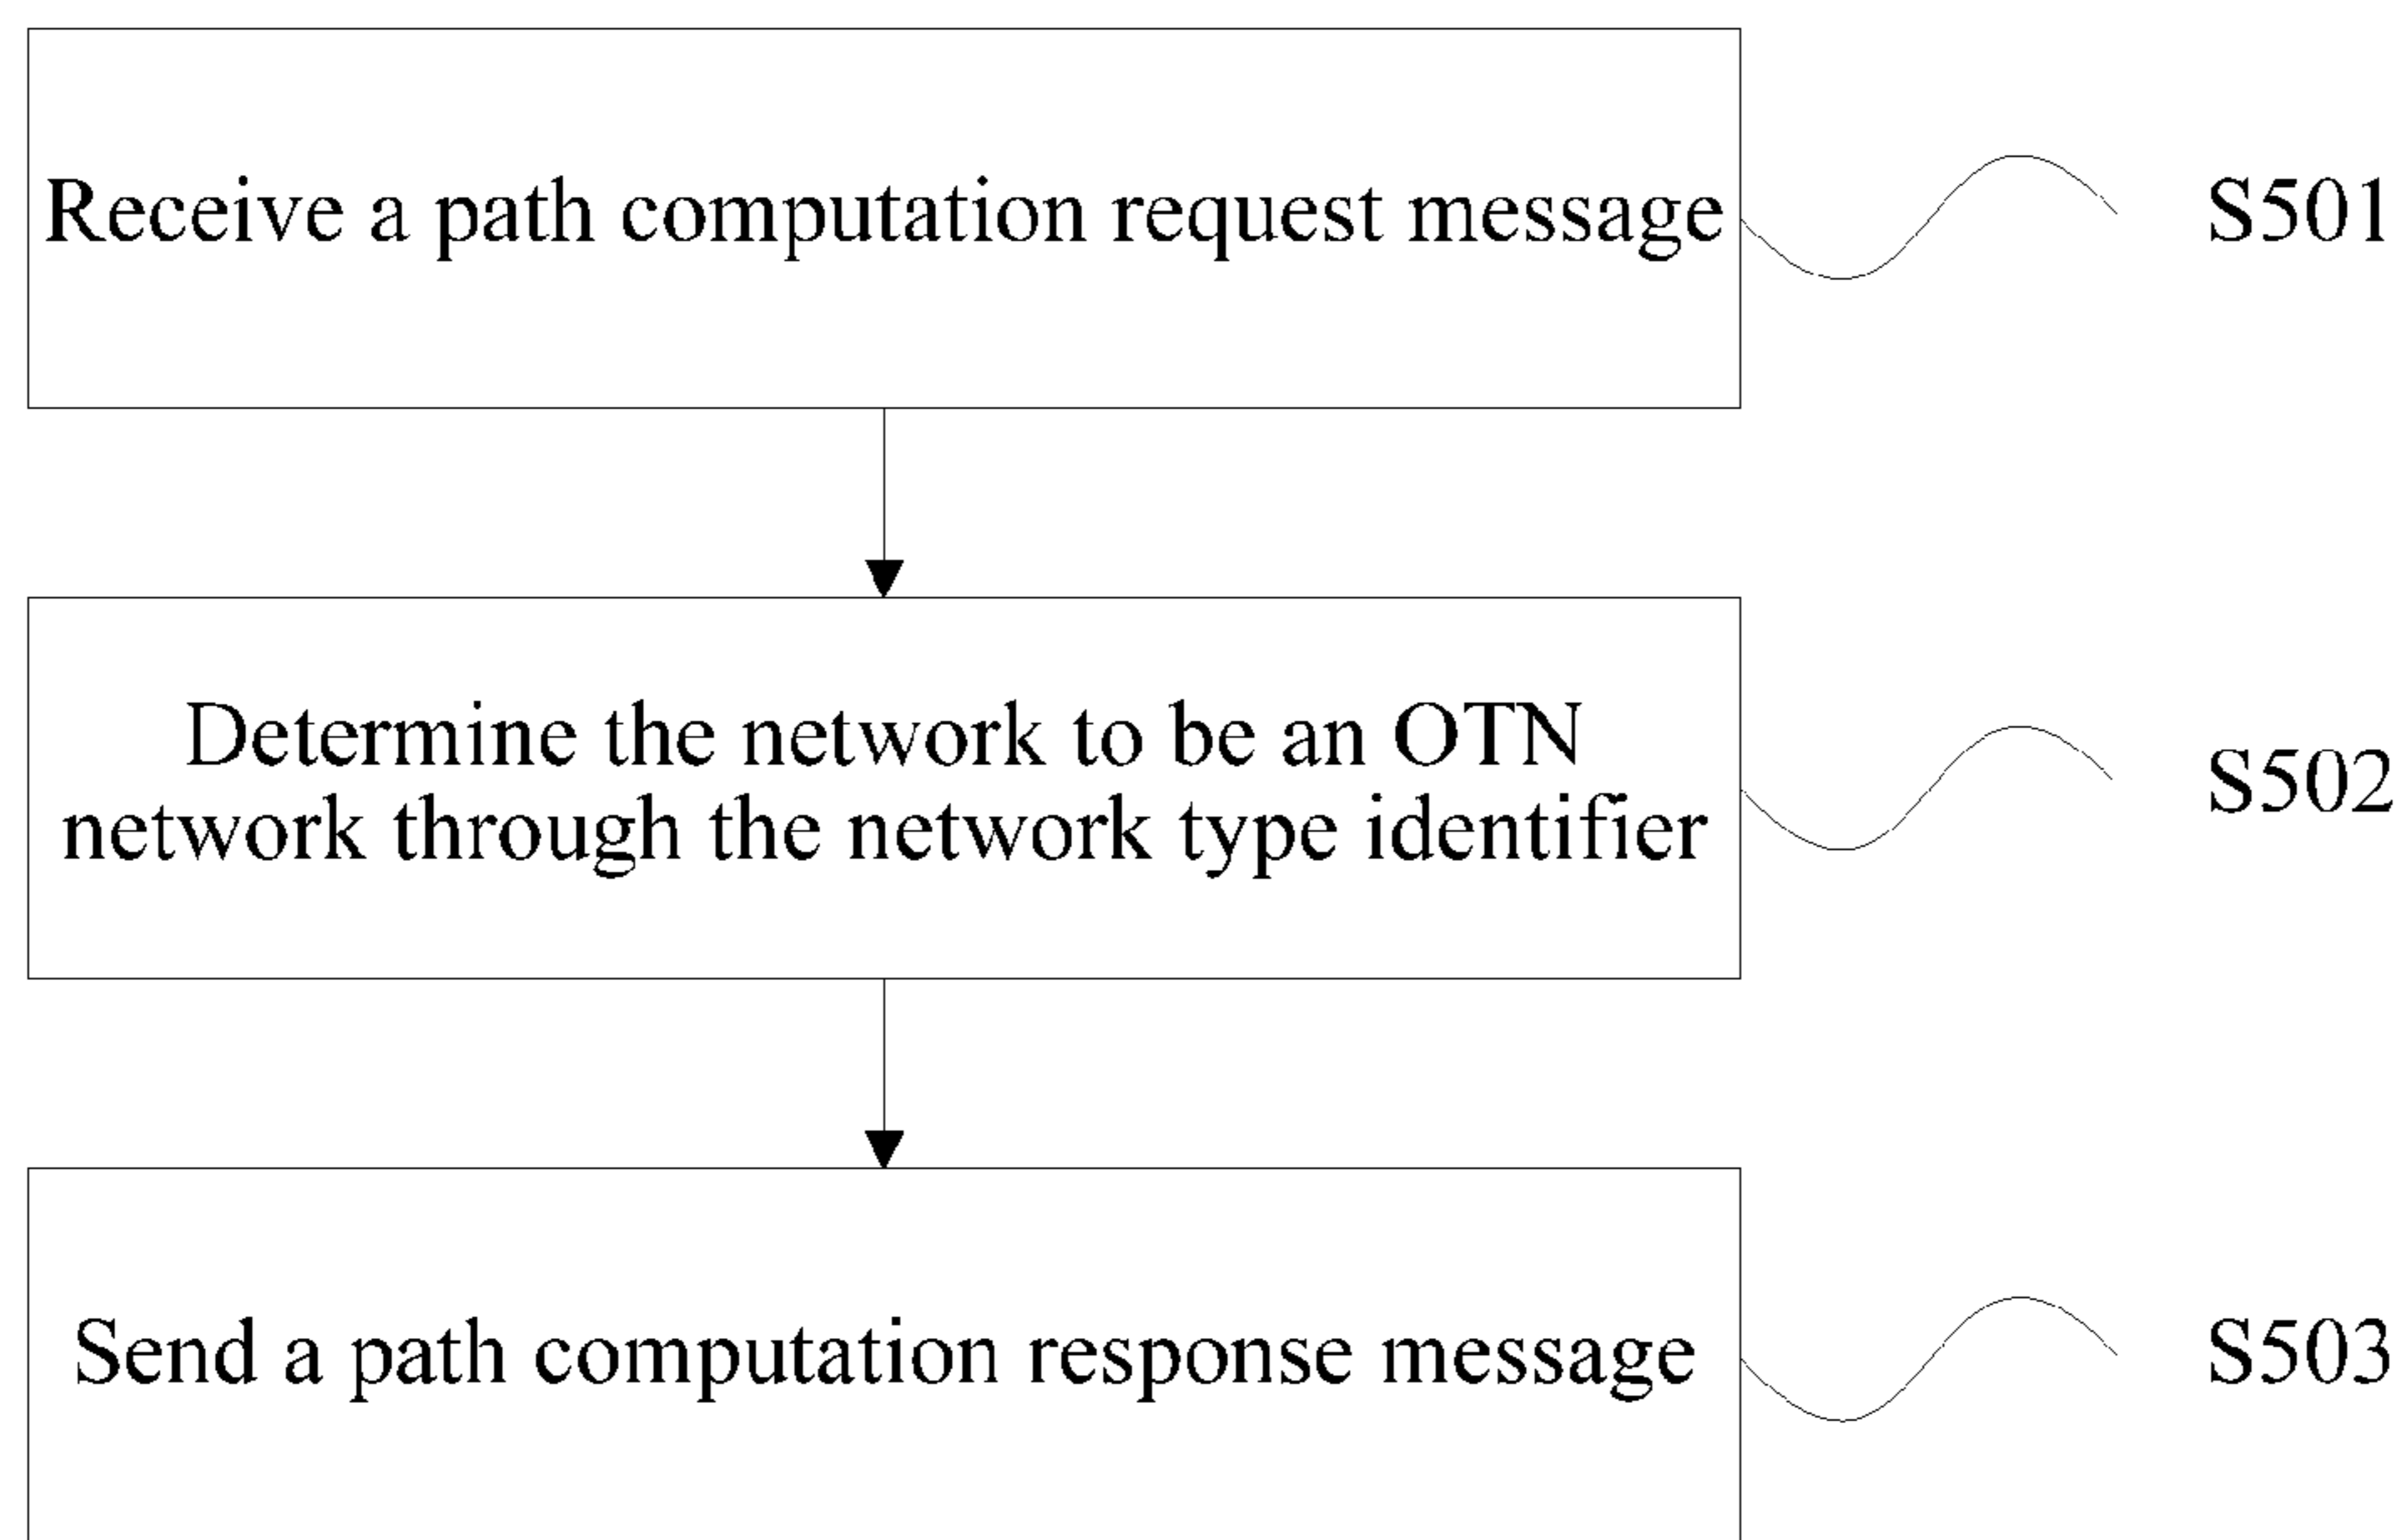 Receive a path computation request message
S501
Determine the network to be an OTN
network through the network type identifier
S502
Send a path computation response message
S503